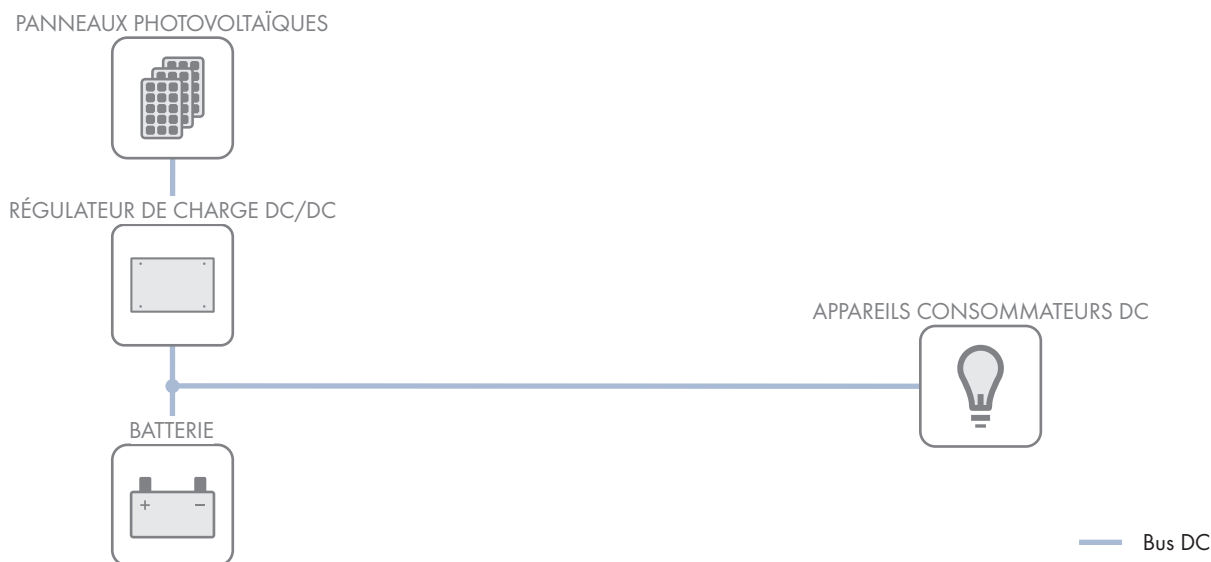 PANNEAUX PHOTOVOLTAÏQUES
RÉGULATEUR DE CHARGE DC/DC
APPAREILS CONSOMMATEURS DC
BATTERIE
+ −
Bus DC